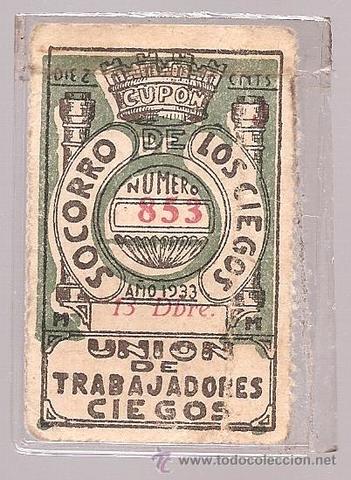 DIEZ CNTS
CUPON
SOCORRO DE LOS CIEGOS
NUMERO
853
AÑO 1933
13 Dbre.
M M
UNION
DE
TRABAJADORES
CIEGOS
© www.todocoleccion.net